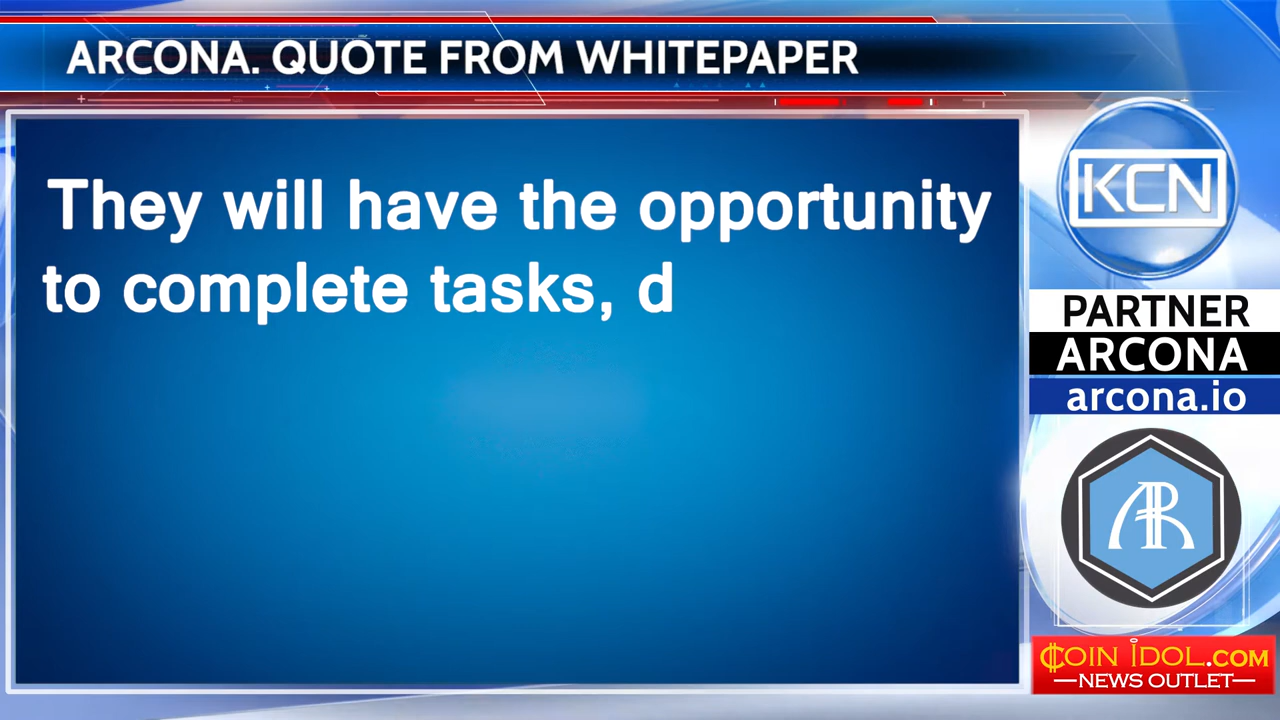 ARCONA. QUOTE FROM WHITEPAPER
They will have the opportunity
to complete tasks, d
KCN
PARTNER
ARCONA
arcona.io
AR
COIN IDOL.COM
—NEWS OUTLET—